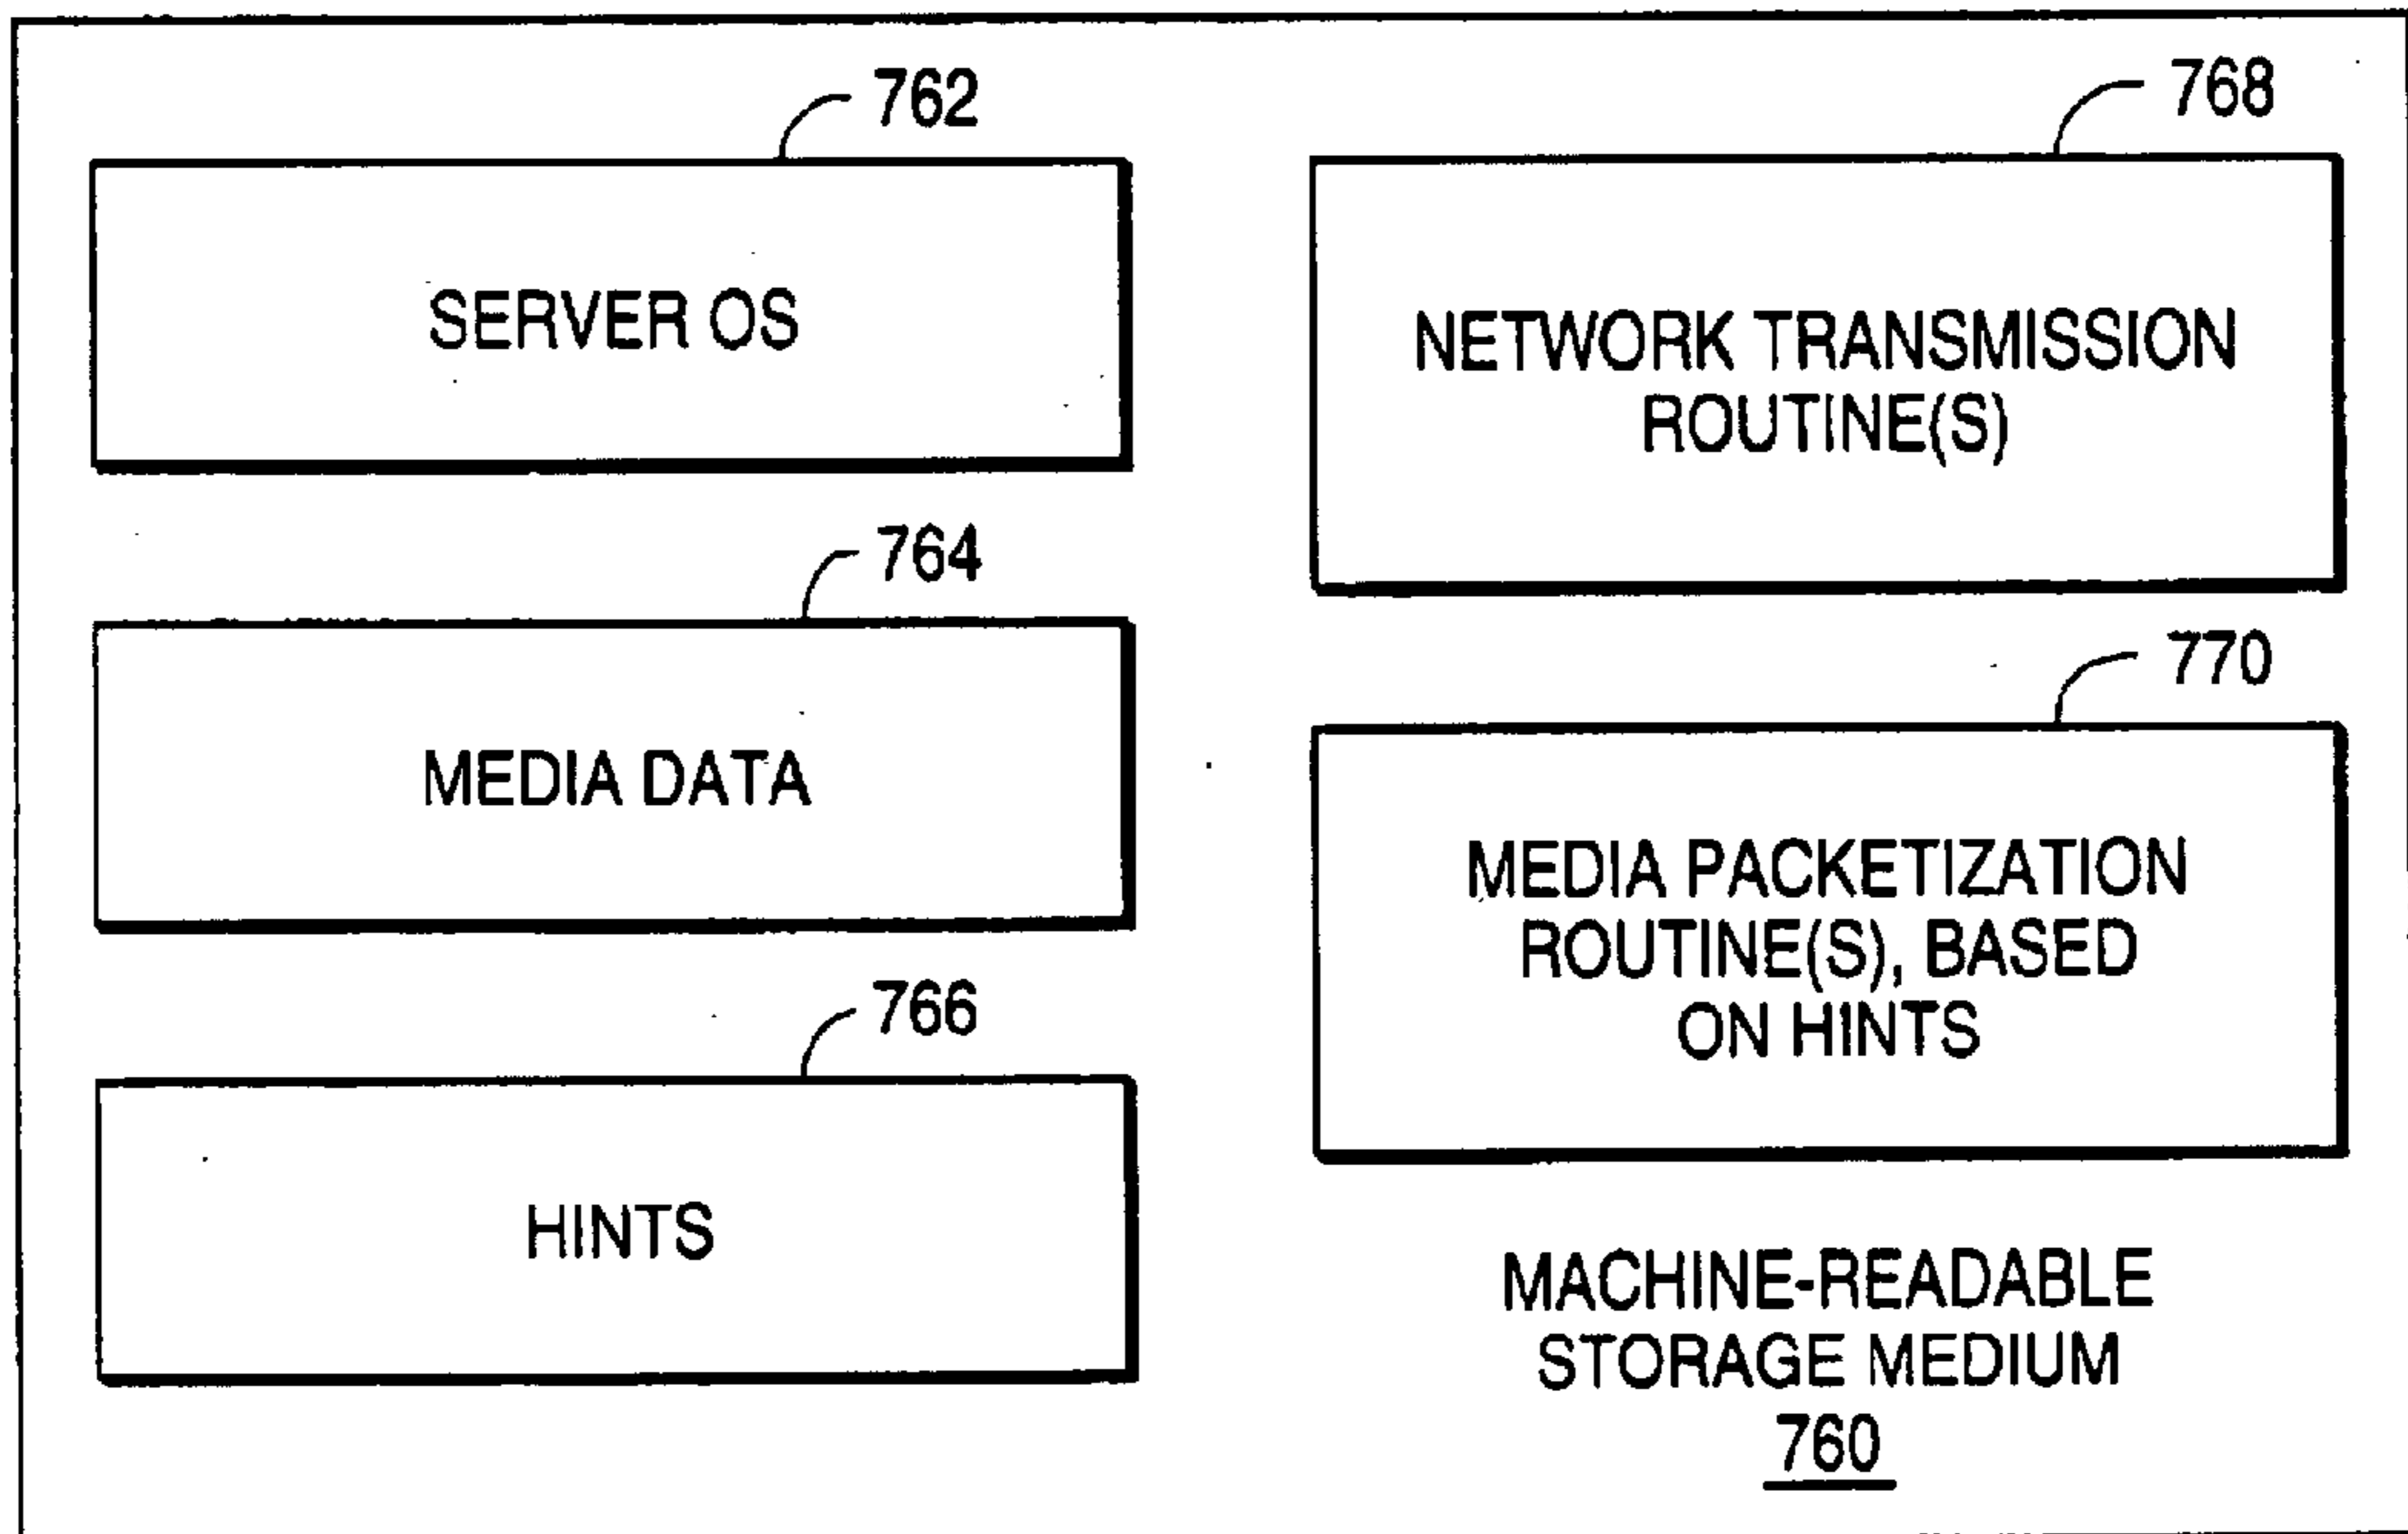 762
SERVER OS
764
MEDIA DATA
766
HINTS
768
NETWORK TRANSMISSION
ROUTINE(S)
770
MEDIA PACKETIZATION
ROUTINE(S), BASED
ON HINTS
MACHINE-READABLE
STORAGE MEDIUM
760